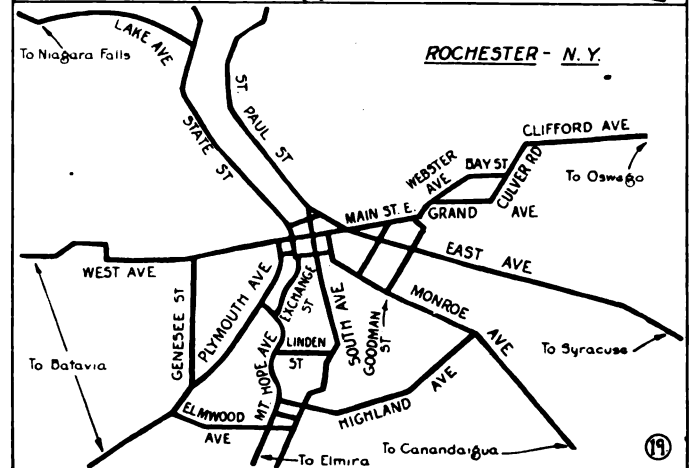 LAKE AVE
To Niagara Falls
ROCHESTER - N. Y.
ST. PAUL ST
STATE ST
CLIFFORD AVE
WEBSTER AVE
BAY ST
CULVER RD
To Oswego
MAIN ST. E.
GRAND AVE.
EAST AVE
WEST AVE
GENESEE ST
PLYMOUTH AVE
EXCHANGE ST
SOUTH AVE
GOODMAN ST
MONROE AVE
To Syracuse
To Batavia
MT. HOPE AVE
LINDEN ST
ELMWOOD AVE
HIGHLAND AVE
To Elmira
To Canandaigua
19